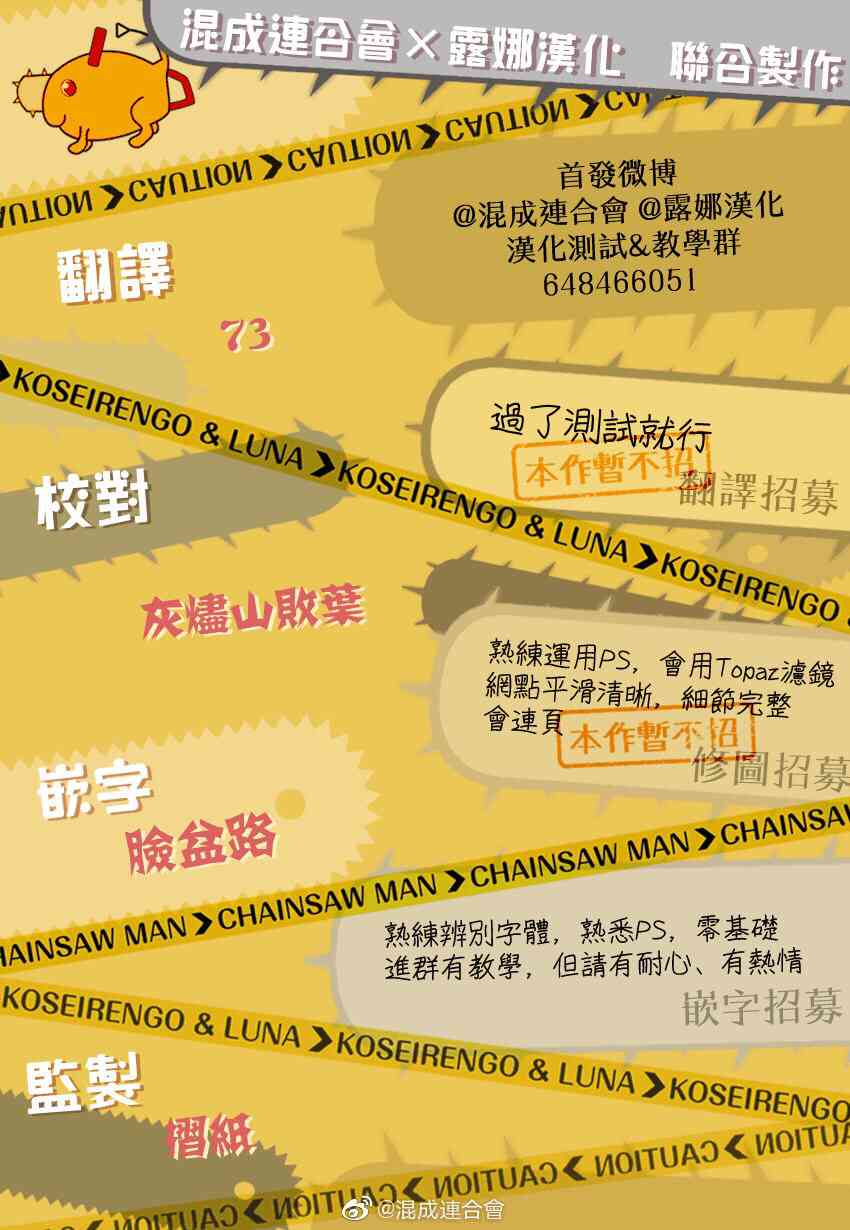 混成連合會×露娜漢化 聯合製作
CAUTION CAUTION CAUTION CAUTION
首發微博
@混成連合會 @露娜漢化
漢化測試&教學群
648466051
翻譯
73
KOSEIRENGO & LUNA KOSEIRENGO & LUNA KOSEIRENGO &
過了測試就行
本作暫不招
翻譯招募
校對
灰燼山敗葉
熟練運用PS，會用Topaz濾鏡
網點平滑清晰，細節完整
會連頁
本作暫不招
修圖招募
嵌字
臉盆路
HAINSAW MAN CHAINSAW MAN CHAINSAW MAN CHAINSA
熟練辨別字體，熟悉PS，零基礎
進群有教學，但請有耐心、有熱情
嵌字招募
KOSEIRENGO & LUNA KOSEIRENGO & LUNA KOSEIRENGO
監製
摺紙
CAUTION CAUTION CAUTION CAUTION
@混成連合會